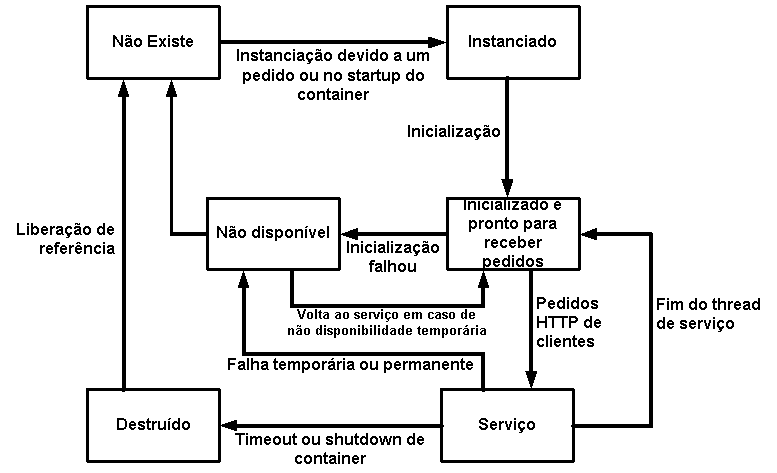 Não Existe
Instanciado
Instanciação devido a um
pedido ou no startup do
container
Inicialização
Inicializado e
pronto para
receber
pedidos
Não disponível
Inicialização
falhou
Liberação de
referência
Volta ao serviço em caso de
não disponibilidade temporária
Pedidos
HTTP de
clientes
Fim do thread
de serviço
Falha temporária ou permanente
Destruído
Serviço
Timeout ou shutdown de
container